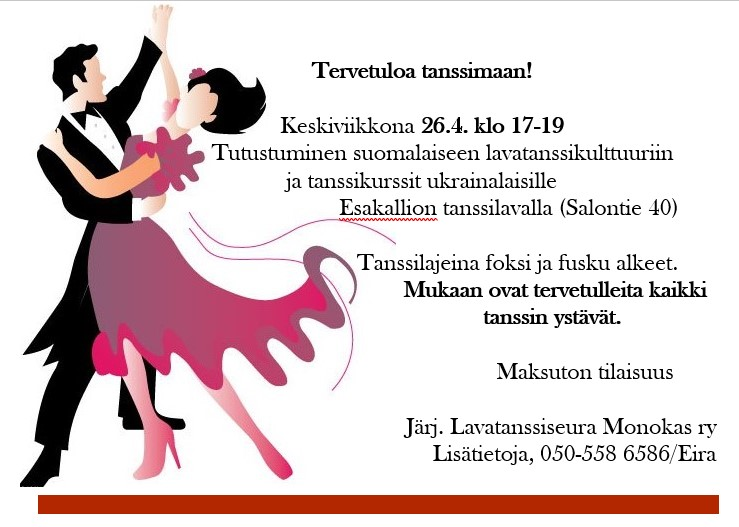 Tervetuloa tanssimaan!
Keskiviikkona 26.4. klo 17-19
Tutustuminen suomalaiseen lavatanssikulttuuriin
ja tanssikurssit ukrainalaisille
Esakallion tanssilavalla (Salontie 40)
Tanssilajeina foksi ja fusku alkeet.
Mukaan ovat tervetulleita kaikki
tanssin ystävät.
Maksuton tilaisuus
Järj. Lavatanssiseura Monokas ry
Lisätietoja, 050-558 6586/Eira